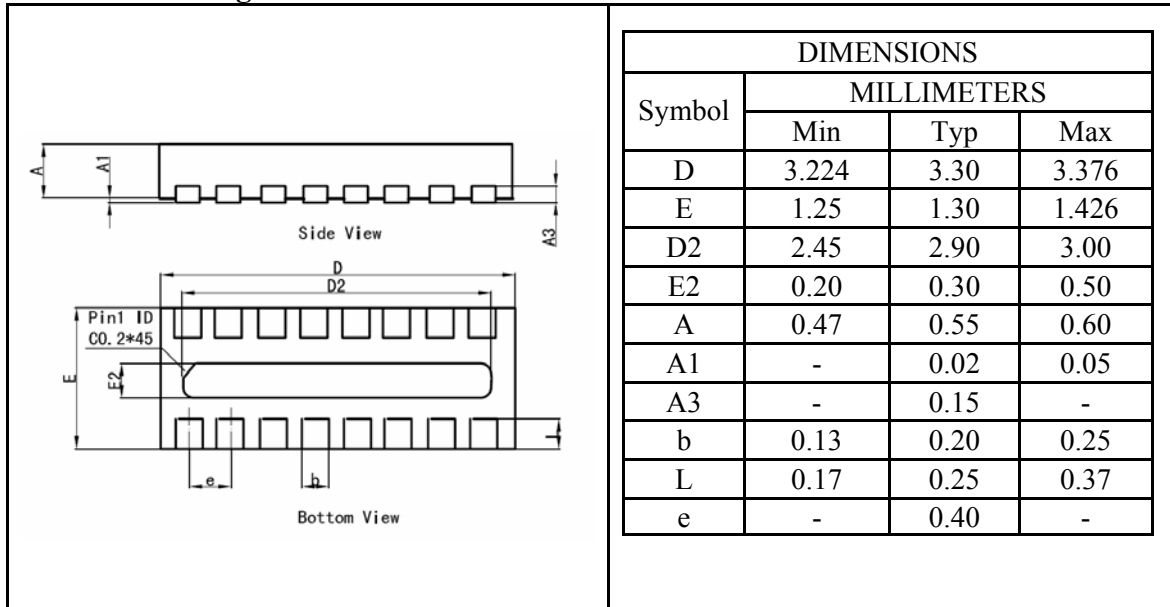 A
A1
A3
Side View
D
D2
Pin1 ID
C0.2*45
E
E2
L
e
b
Bottom View
DIMENSIONS
Symbol MILLIMETERS
Min Typ Max
D 3.224 3.30 3.376
E 1.25 1.30 1.426
D2 2.45 2.90 3.00
E2 0.20 0.30 0.50
A 0.47 0.55 0.60
A1 - 0.02 0.05
A3 - 0.15 -
b 0.13 0.20 0.25
L 0.17 0.25 0.37
e - 0.40 -